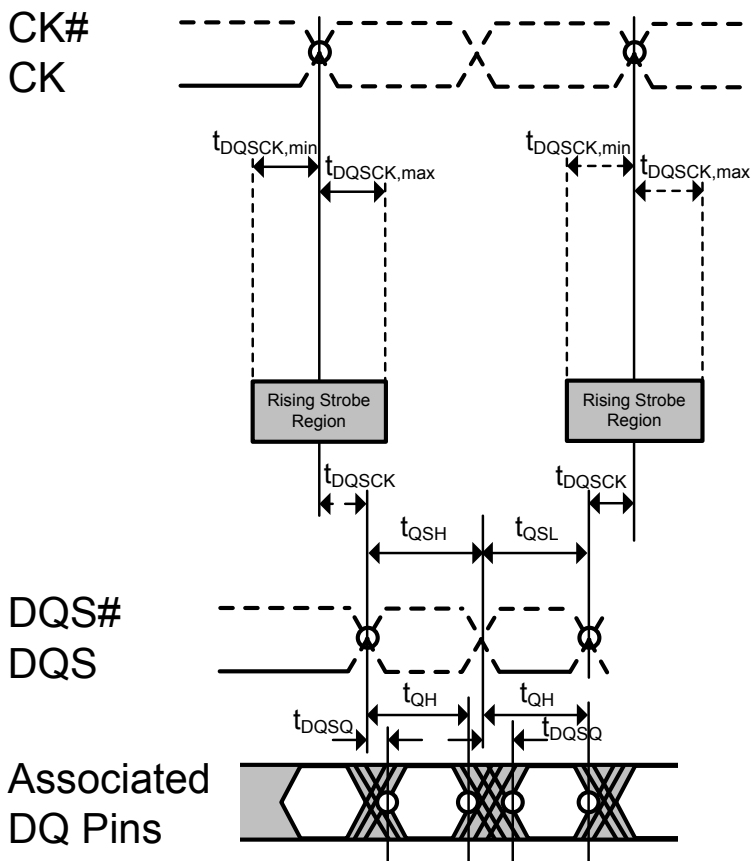 CK#
CK
tDQSCK,min
tDQSCK,max
tDQSCK,min
tDQSCK,max
Rising Strobe
Region
Rising Strobe
Region
tDQSCK
tDQSCK
tQSH
tQSL
DQS#
DQS
tQH
tQH
tDQSQ
tDQSQ
Associated
DQ Pins